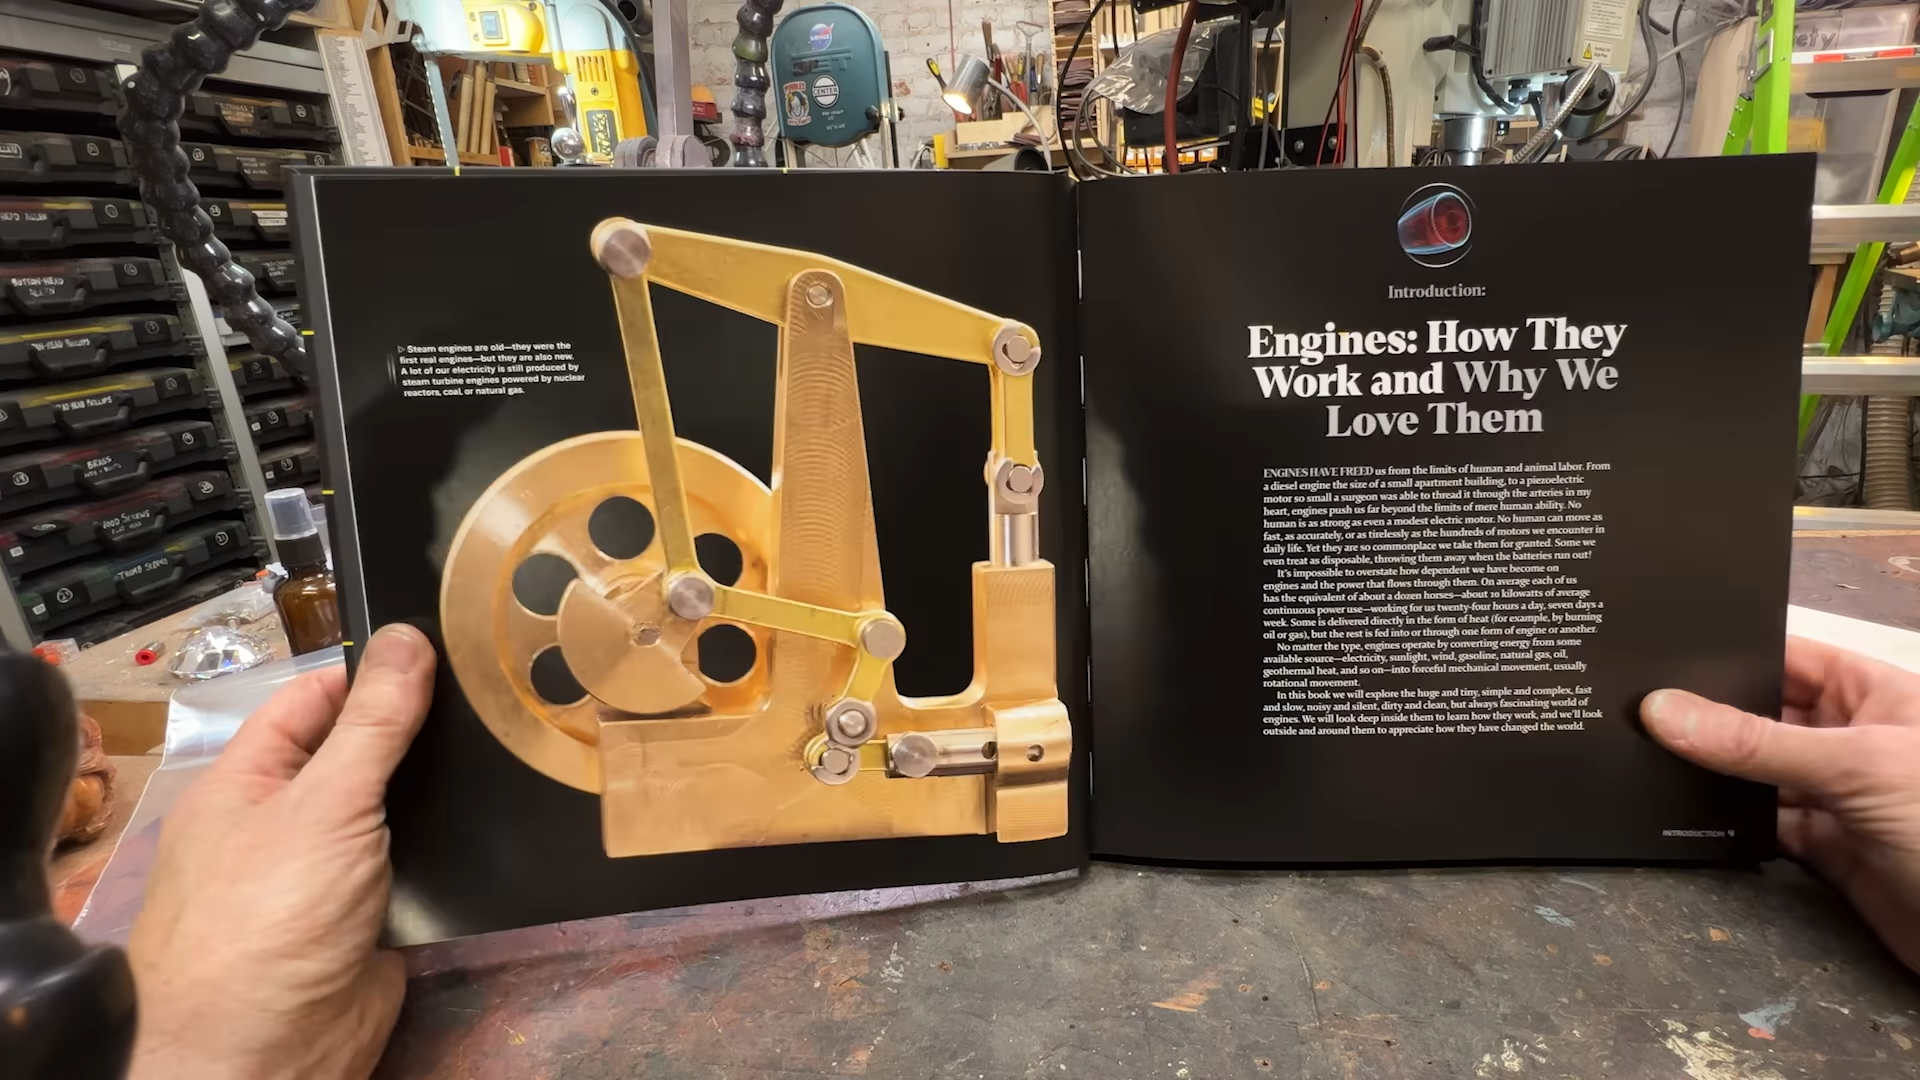 BUTTON-HEAD
ALLEN
BRASS
WOOD SCREWS
THUMB SCREWS
SAVAGE
CENTER
▷ Steam engines are old—they were the
first real engines—but they are also new.
A lot of our electricity is still produced by
steam turbine engines powered by nuclear
reactors, coal, or natural gas.
Introduction:
Engines: How They
Work and Why We
Love Them
ENGINES HAVE FREED us from the limits of human and animal labor. From
a diesel engine the size of a small apartment building, to a piezoelectric
motor so small a surgeon was able to thread it through the arteries in my
heart, engines push us far beyond the limits of mere human ability. No
human is as strong as even a modest electric motor. No human can move as
fast, as accurately, or as tirelessly as the hundreds of motors we encounter in
daily life. Yet they are so commonplace we take them for granted. Some we
even treat as disposable, throwing them away when the batteries run out!
It's impossible to overstate how dependent we have become on
engines and the power that flows through them. On average each of us
has the equivalent of about a dozen horses—about 10 kilowatts of average
continuous power use—working for us twenty-four hours a day, seven days a
week. Some is delivered directly in the form of heat (for example, by burning
oil or gas), but the rest is fed into or through one form of engine or another.
No matter the type, engines operate by converting energy from some
available source—electricity, sunlight, wind, gasoline, natural gas, oil,
geothermal heat, and so on—into forceful mechanical movement, usually
rotational movement.
In this book we will explore the huge and tiny, simple and complex, fast
and slow, noisy and silent, dirty and clean, but always fascinating world of
engines. We will look deep inside them to learn how they work, and we'll look
outside and around them to appreciate how they have changed the world.
INTRODUCTION 9